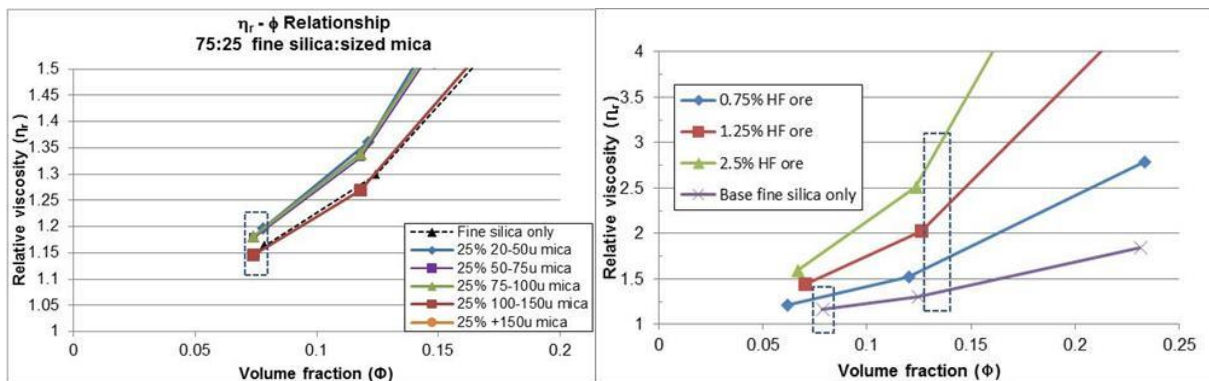 ηr - ϕ Relationship
75:25 fine silica:sized mica
Relative viscosity (ηr)
1.5
1.45
1.4
1.35
1.3
1.25
1.2
1.15
1.1
1.05
1
0
0.05
0.1
0.15
0.2
Volume fraction (Φ)
Fine silica only
25% 20-50u mica
25% 50-75u mica
25% 75-100u mica
25% 100-150u mica
25% +150u mica
Relative viscosity (ηr)
4
3.5
3
2.5
2
1.5
1
0
0.05
0.1
0.15
0.2
0.25
Volume fraction (Φ)
0.75% HF ore
1.25% HF ore
2.5% HF ore
Base fine silica only